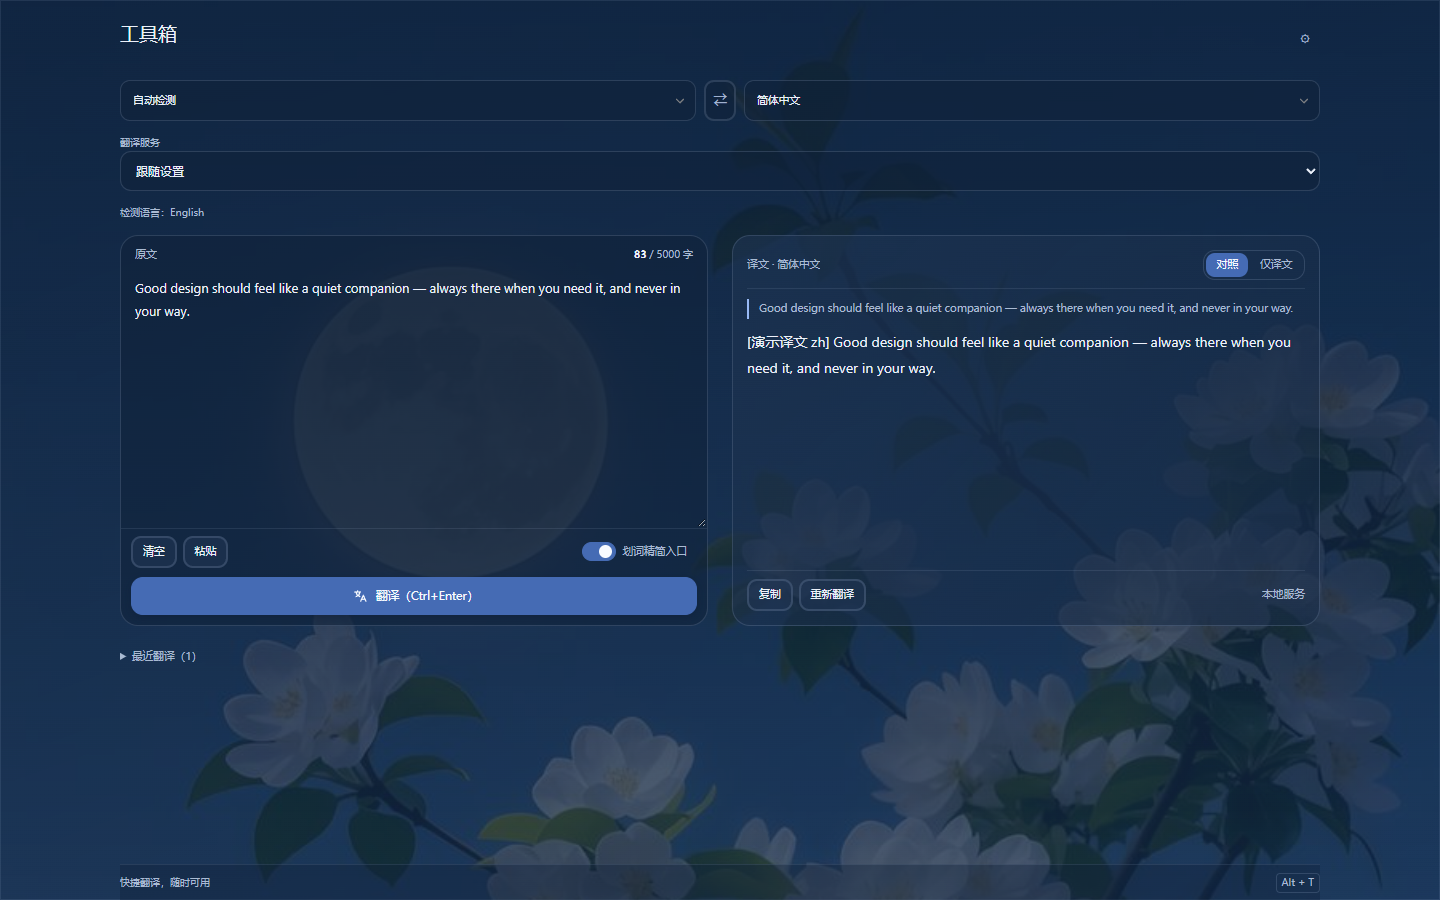 工具箱
自动检测
简体中文
翻译服务
跟随设置
检测语言：English
原文
83 / 5000 字
Good design should feel like a quiet companion — always there when you need it, and never in
your way.
清空
粘贴
划词精简入口
翻译（Ctrl+Enter）
译文 · 简体中文
对照
仅译文
Good design should feel like a quiet companion — always there when you need it, and never in your way.
[演示译文 zh] Good design should feel like a quiet companion — always there when you
need it, and never in your way.
复制
重新翻译
本地服务
最近翻译（1）
快捷翻译，随时可用
Alt + T